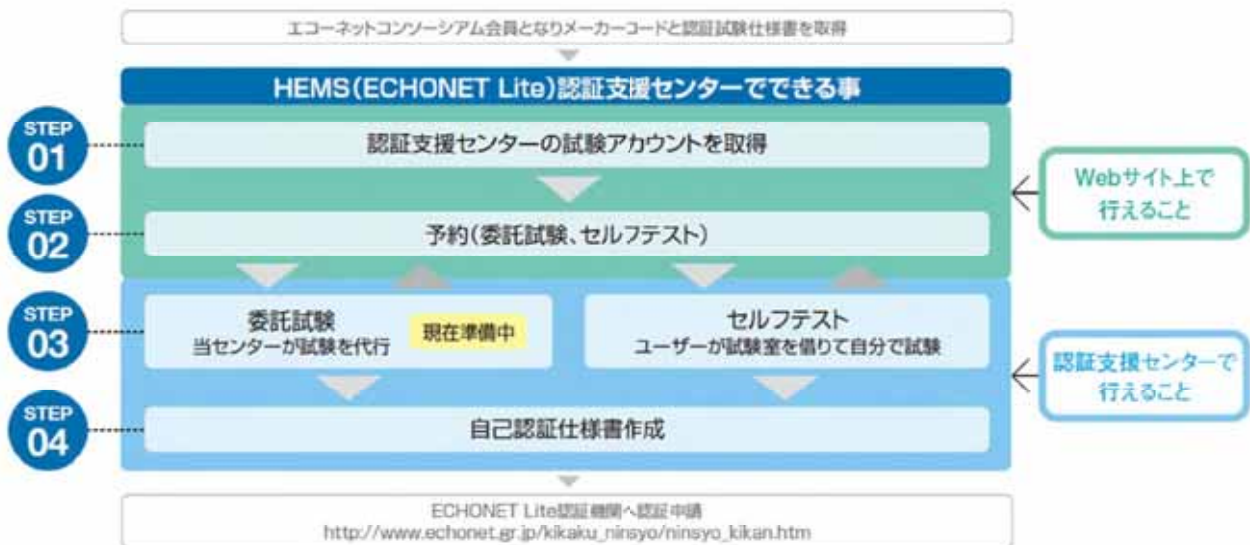 エコーネットコンソーシアム会員となりメーカーコードと認証試験仕様書を取得
HEMS(ECHONET Lite)認証支援センターでできる事
STEP
01
認証支援センターの試験アカウントを取得
Webサイト上で
行えること
STEP
02
予約(委託試験、セルフテスト)
STEP
03
委託試験
当センターが試験を代行
現在準備中
セルフテスト
ユーザーが試験室を借りて自分で試験
認証支援センターで
行えること
STEP
04
自己認証仕様書作成
ECHONET Lite認証機関へ認証申請
http://www.echonet.gr.jp/kikaku_ninsyo/ninsyo_kikan.htm